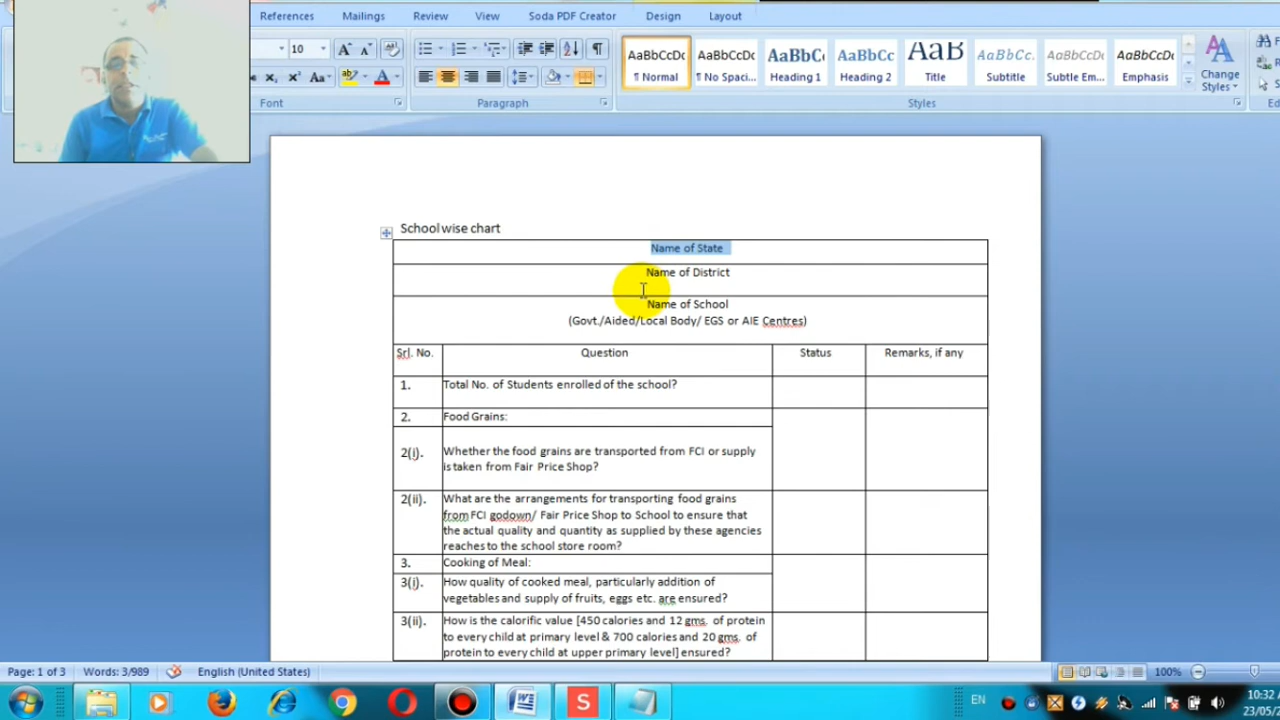 References Mailings Review View Soda PDF Creator Design Layout
10
AaBbCcDc AaBbCcDc AaBbC AaBbCc AaB AaBbCc. AaBbCcDc AaBbCcDc
¶ Normal ¶ No Spaci... Heading 1 Heading 2 Title Subtitle Subtle Em... Emphasis
Change
Styles
Font Paragraph Styles
School wise chart
Name of State
Name of District
Name of School
(Govt./Aided/Local Body/ EGS or AIE Centres)
Srl. No. Question Status Remarks, if any
1. Total No. of Students enrolled of the school?
2. Food Grains:
2(i). Whether the food grains are transported from FCI or supply
is taken from Fair Price Shop?
2(ii). What are the arrangements for transporting food grains
from FCI godown/ Fair Price Shop to School to ensure that
the actual quality and quantity as supplied by these agencies
reaches to the school store room?
3. Cooking of Meal:
3(i). How quality of cooked meal, particularly addition of
vegetables and supply of fruits, eggs etc. are ensured?
3(ii). How is the calorific value [450 calories and 12 gms. of protein
to every child at primary level & 700 calories and 20 gms. of
protein to every child at upper primary level] ensured?
Page: 1 of 3 Words: 3/989 English (United States) 100%
EN 10:32
23/05